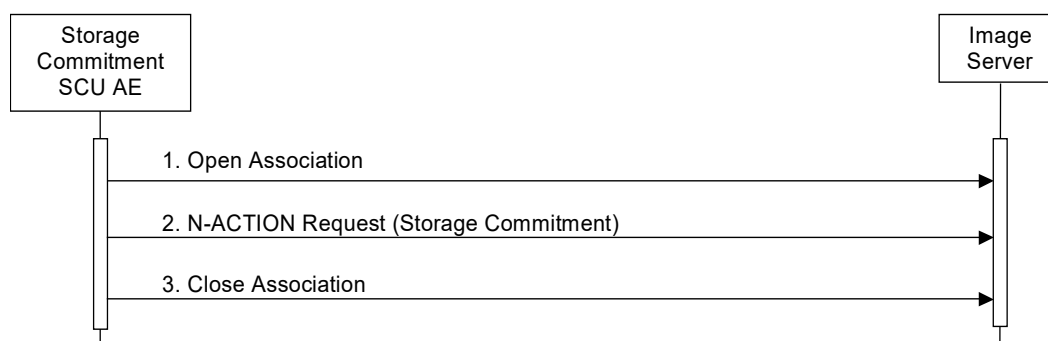 Storage
Commitment
SCU AE
Image
Server
1. Open Association
2. N-ACTION Request (Storage Commitment)
3. Close Association